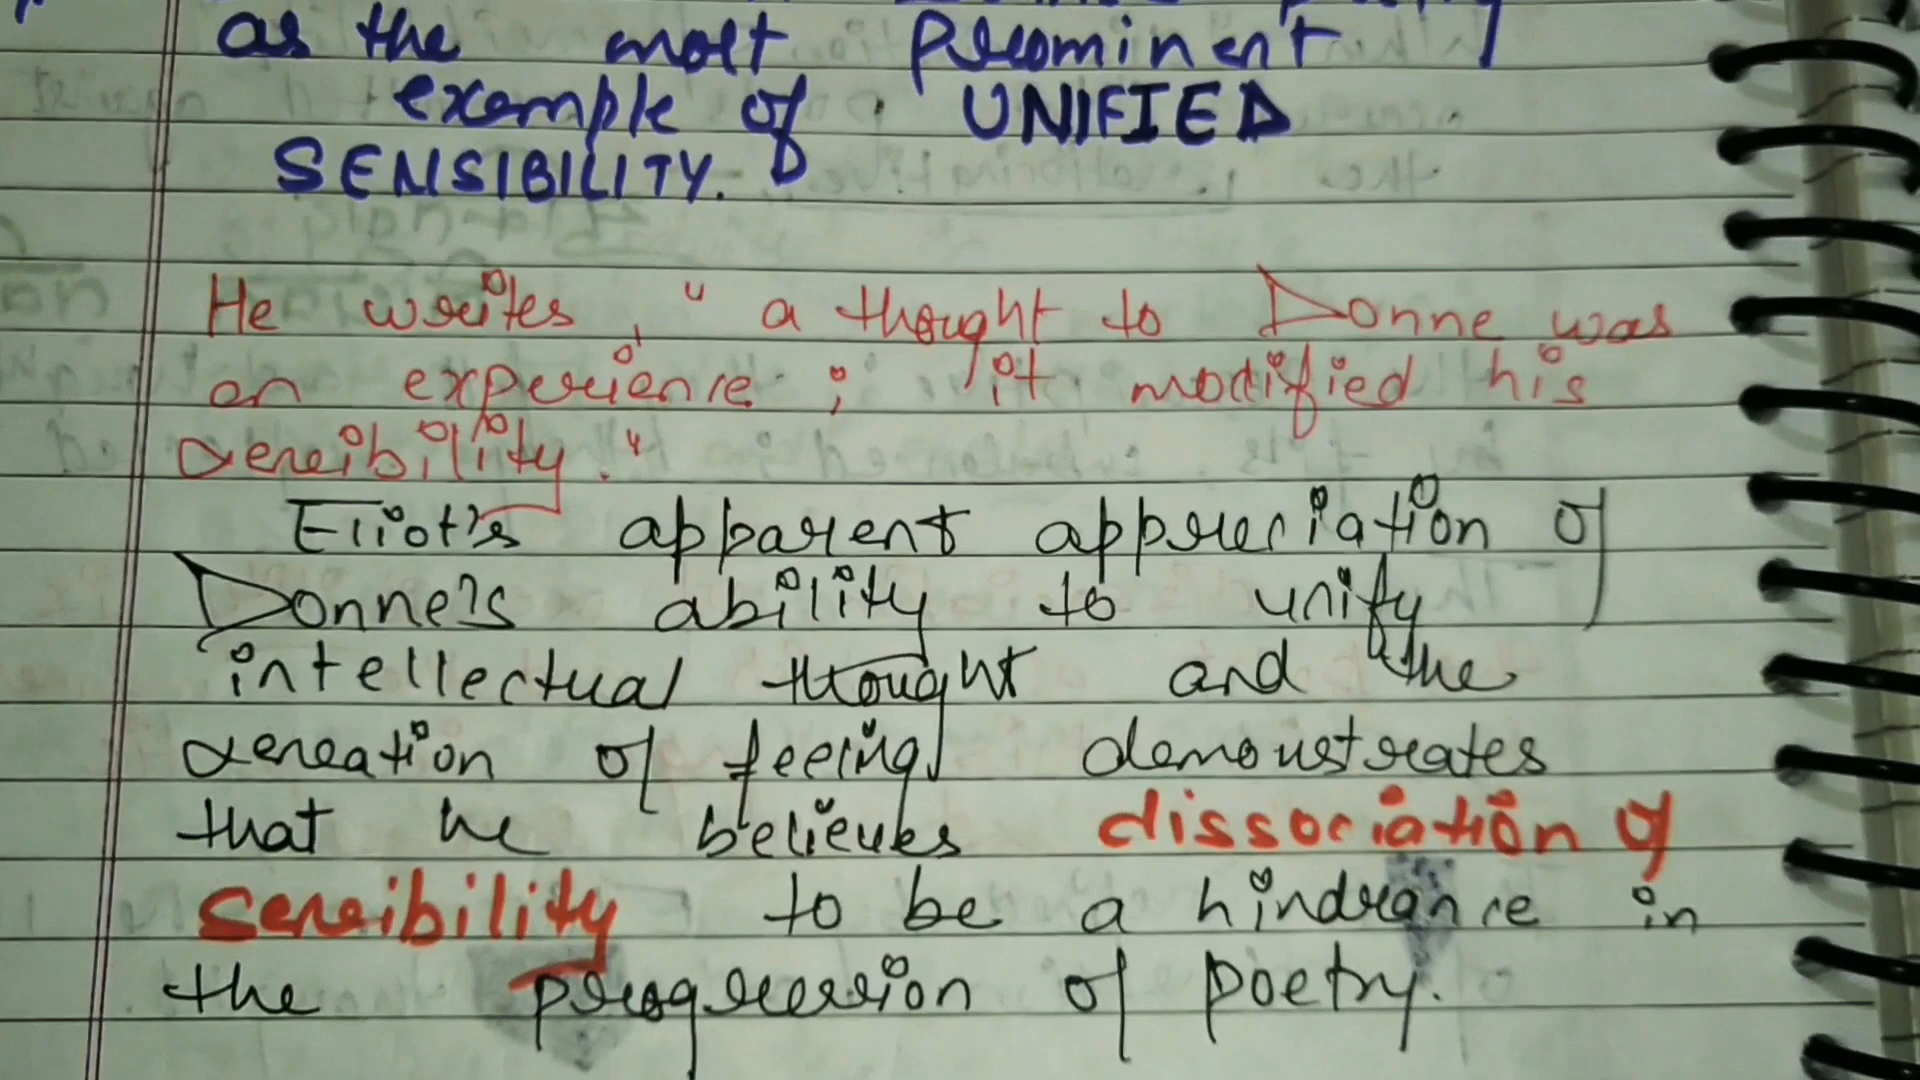 as the most prominent
example of UNIFIED
SENSIBILITY.
He writes, "a thought to Donne was
an experience; it modified his
sensibility."
Eliot's apparent appreciation of
Donne's ability to unify
intellectual thought and the
sensation of feeling demonstrates
that he believes dissociation of
sensibility to be a hindrance in
the progression of poetry.